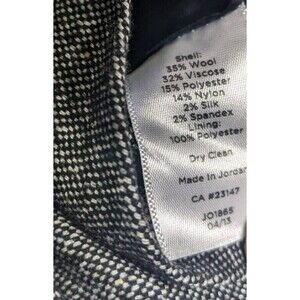 Shell:
35% Wool
32% Viscose
15% Polyester
14% Nylon
2% Silk
2% Spandex
Lining:
100% Polyester
Dry Clean
Made in Jordan
CA #23147
JO1865
04/13